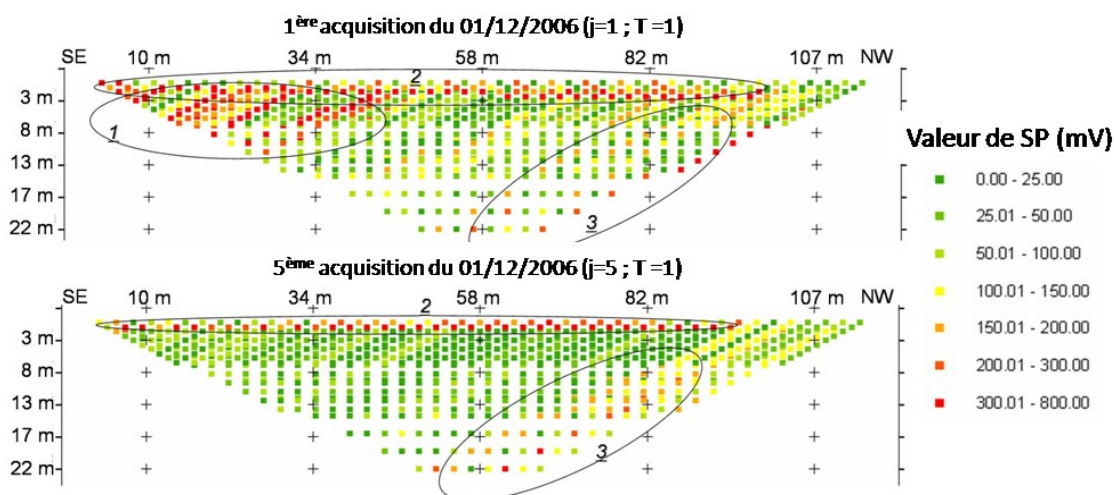 1ère acquisition du 01/12/2006 (j=1 ; T =1)
SE 10 m 34 m 58 m 82 m 107 m NW
2
3 m
1
8 m
13 m
17 m
3
22 m
5ème acquisition du 01/12/2006 (j=5 ; T =1)
SE 10 m 34 m 58 m 82 m 107 m NW
2
3 m
8 m
13 m
17 m
3
22 m
Valeur de SP (mV)
0.00 - 25.00
25.01 - 50.00
50.01 - 100.00
100.01 - 150.00
150.01 - 200.00
200.01 - 300.00
300.01 - 800.00